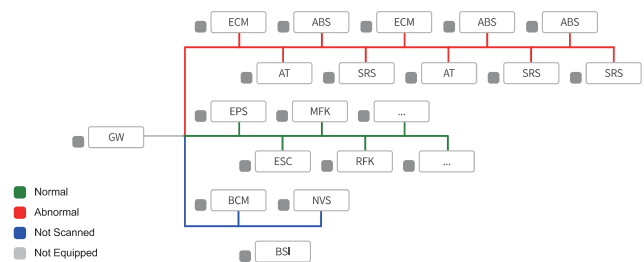 ECM ABS ECM ABS ABS
AT SRS AT SRS SRS
EPS MFK ...
GW
ESC RFK ...
Normal
BCM NVS
Abnormal
Not Scanned
Not Equipped
BSI